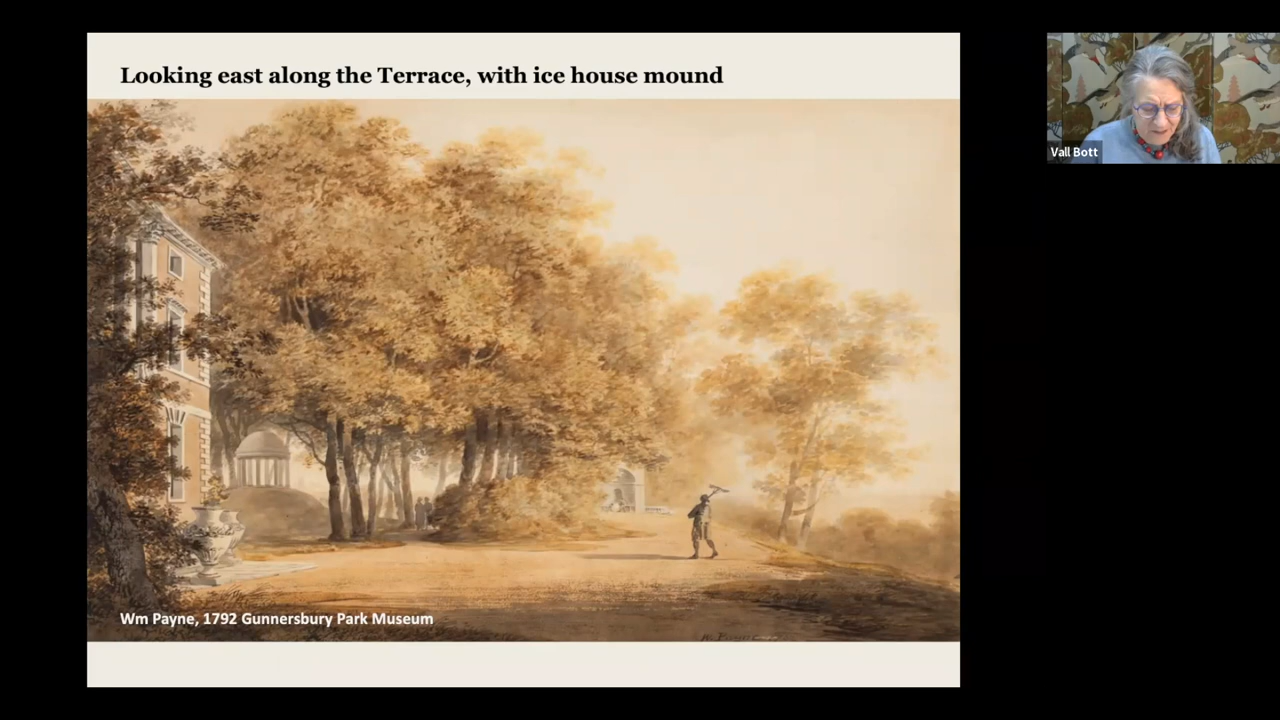 Looking east along the Terrace, with ice house mound
Vall Bott
Wm Payne, 1792 Gunnersbury Park Museum